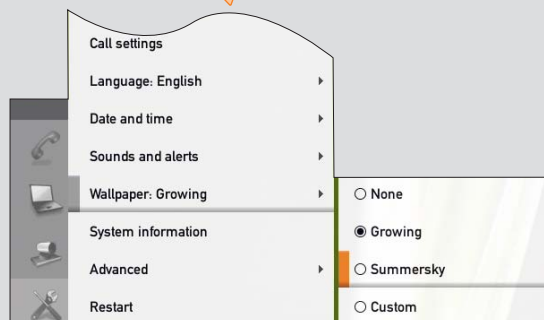 Call settings
Language: English
Date and time
Sounds and alerts
Wallpaper: Growing
System information
Advanced
Restart
None
Growing
Summersky
Custom